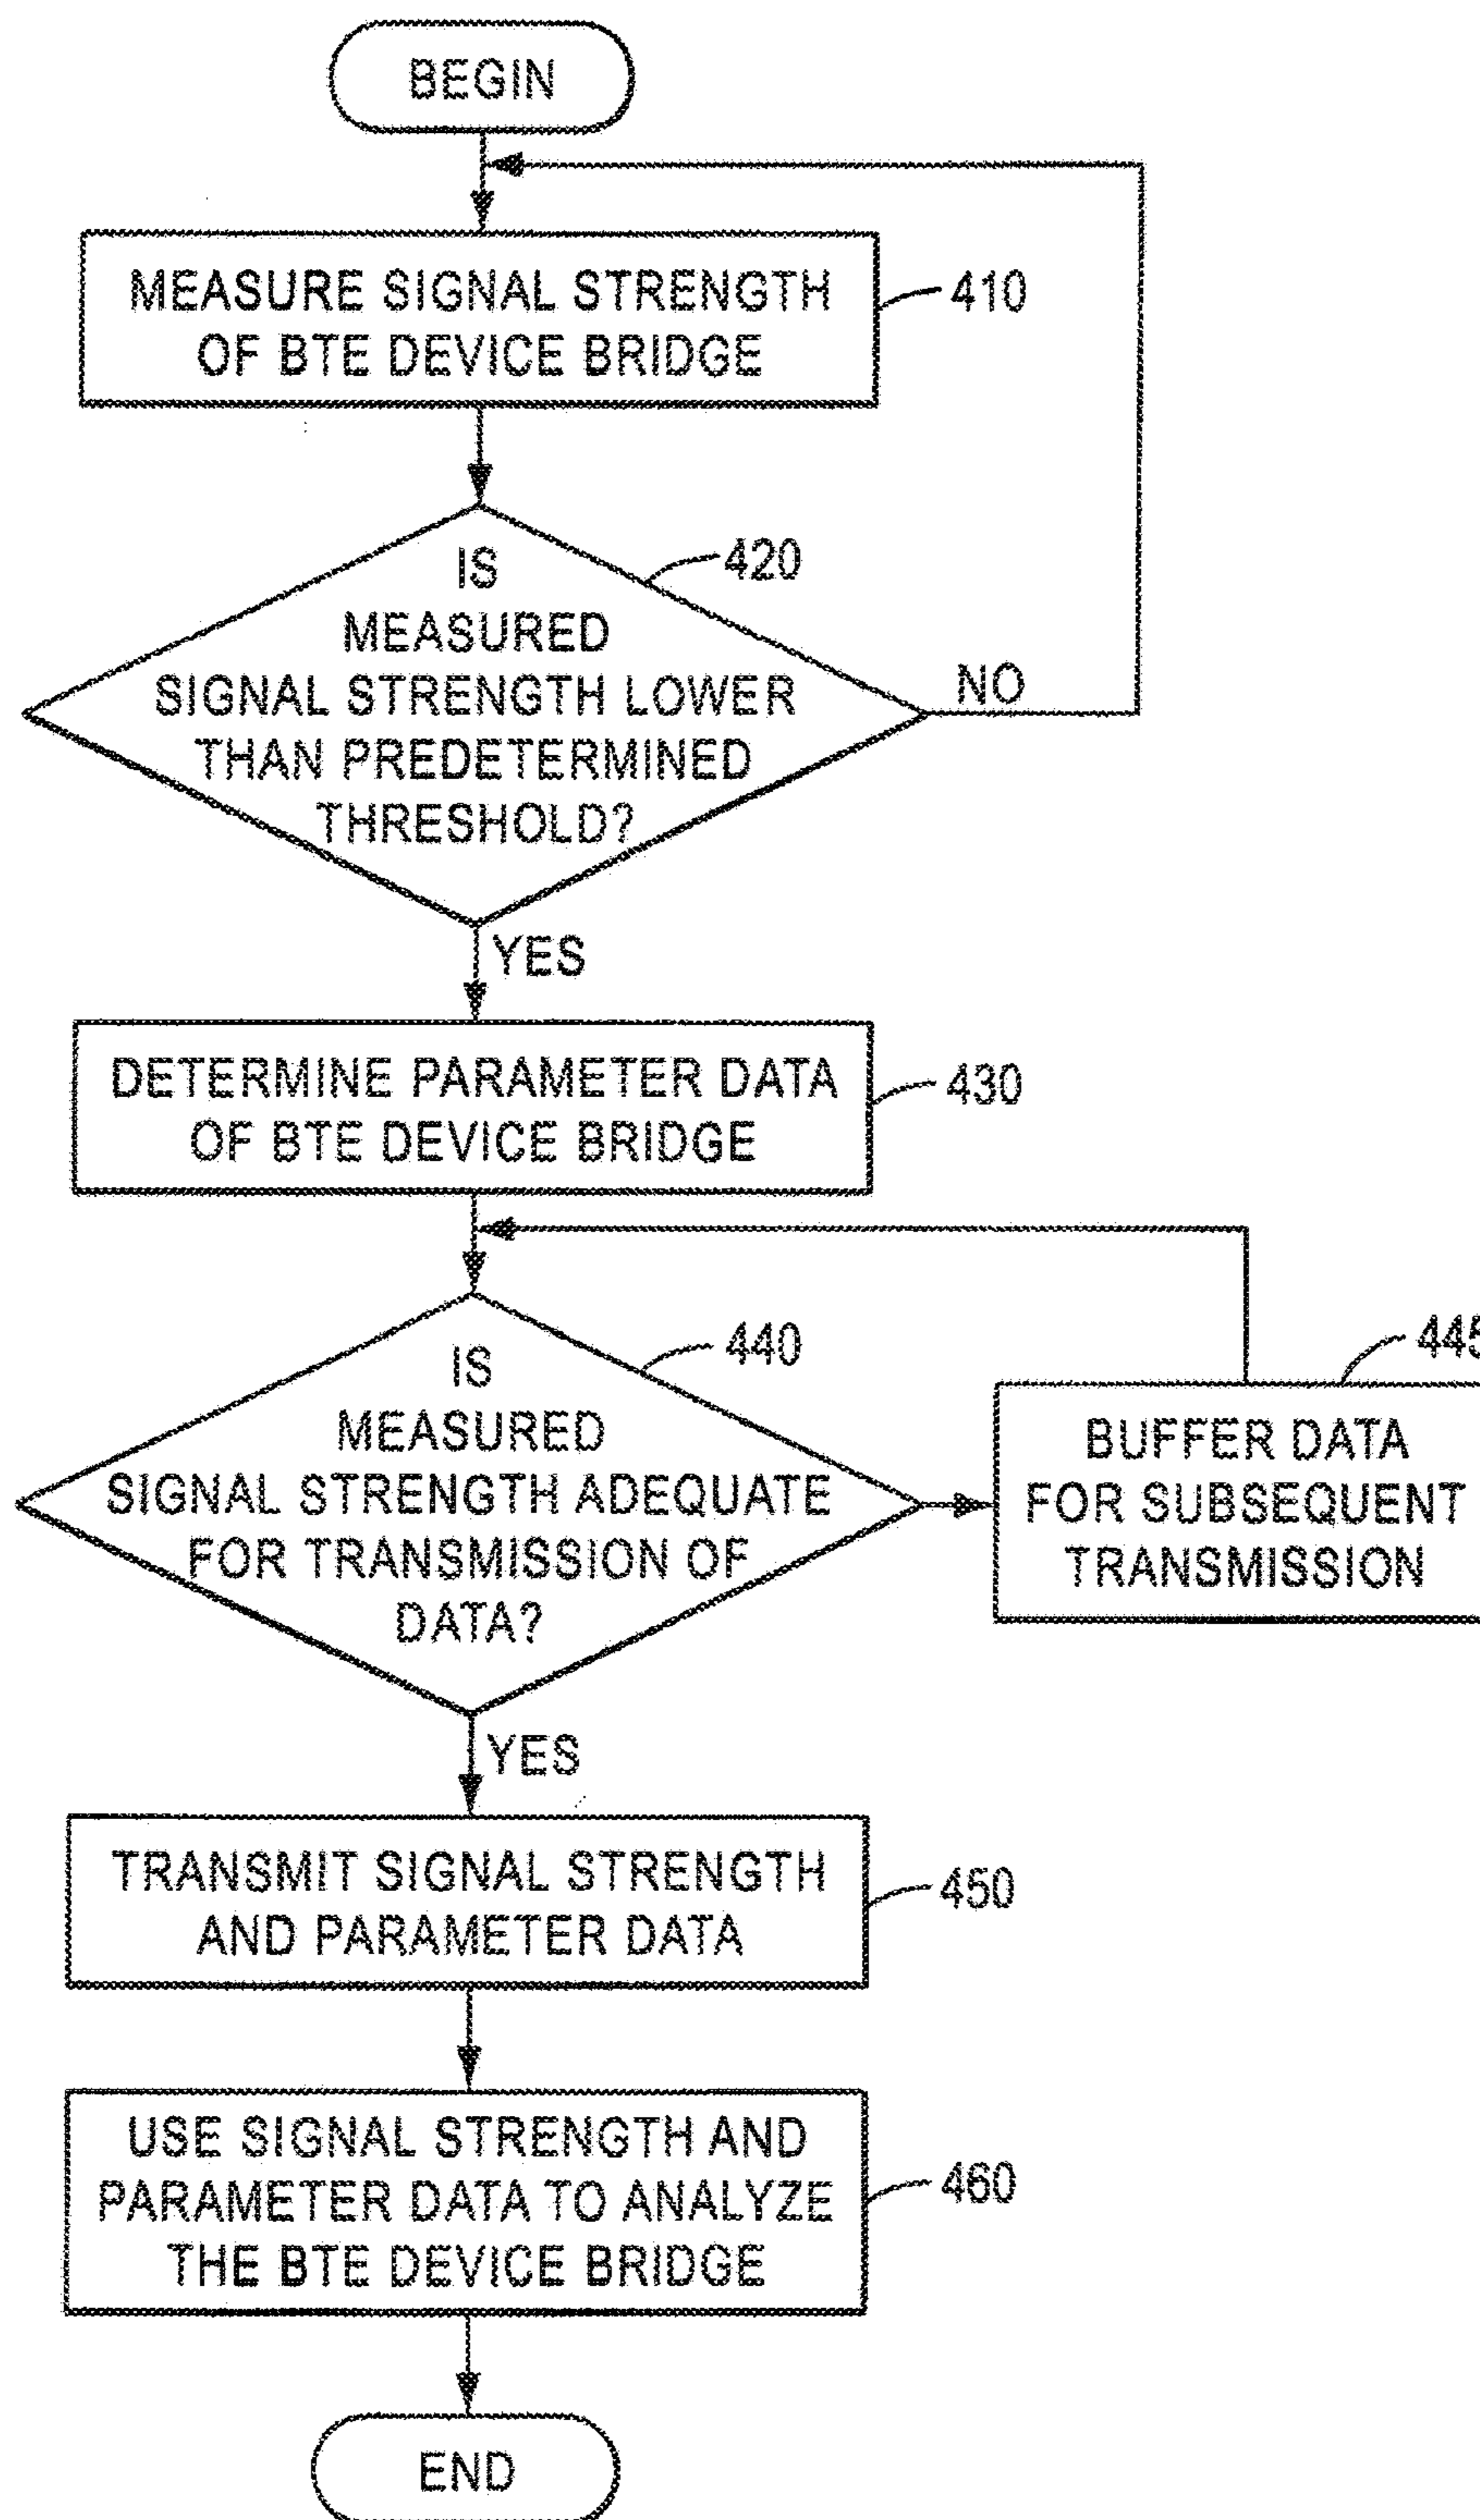 BEGIN
MEASURE SIGNAL STRENGTH
OF BTE DEVICE BRIDGE
410
IS
MEASURED
SIGNAL STRENGTH LOWER
THAN PREDETERMINED
THRESHOLD?
420
NO
YES
DETERMINE PARAMETER DATA
OF BTE DEVICE BRIDGE
430
IS
MEASURED
SIGNAL STRENGTH ADEQUATE
FOR TRANSMISSION OF
DATA?
440
445
BUFFER DATA
FOR SUBSEQUENT
TRANSMISSION
YES
TRANSMIT SIGNAL STRENGTH
AND PARAMETER DATA
450
USE SIGNAL STRENGTH AND
PARAMETER DATA TO ANALYZE
THE BTE DEVICE BRIDGE
460
END